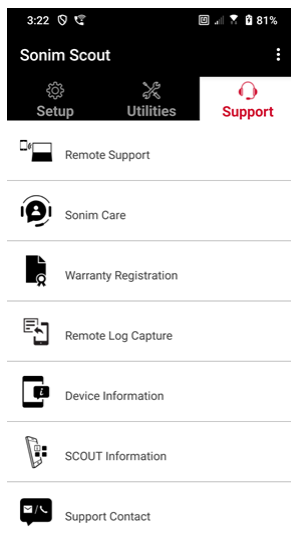 3:22 81%
Sonim Scout
Setup Utilities Support
Remote Support
Sonim Care
Warranty Registration
Remote Log Capture
Device Information
SCOUT Information
Support Contact